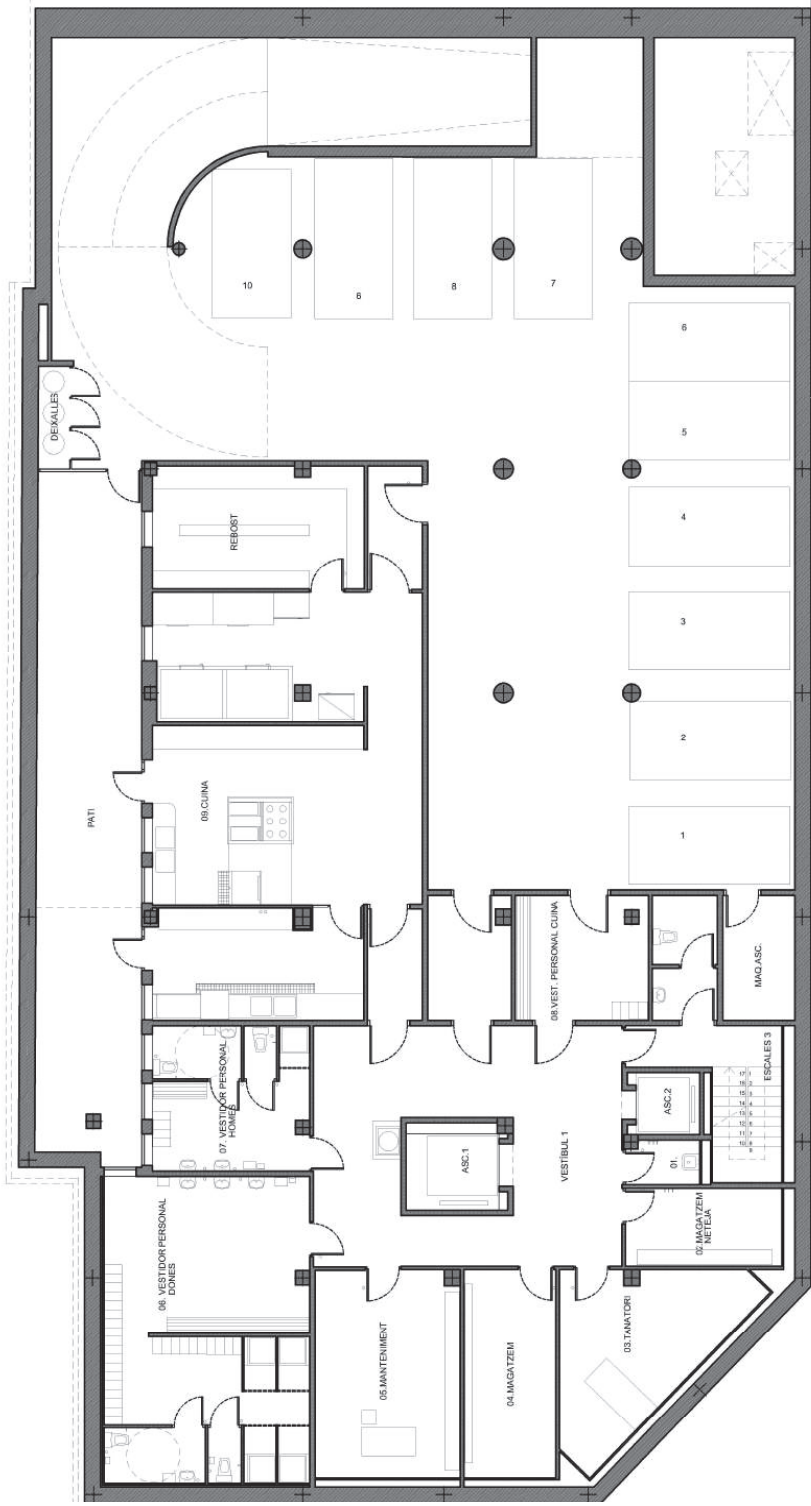 10
6
8
7
6
5
4
3
2
1
DEIXALLES
REBOST
PATI
09.CUINA
08.VEST. PERSONAL CUINA
MAQ.ASC.
07. VESTIDOR PERSONAL
HOMES
ASC.1
VESTÍBUL 1
ASC.2
ESCALES 3
01.
02.MAGATZEM
NETEJA
06. VESTIDOR PERSONAL
DONES
05.MANTENIMENT
04.MAGATZEM
03.TANATORI